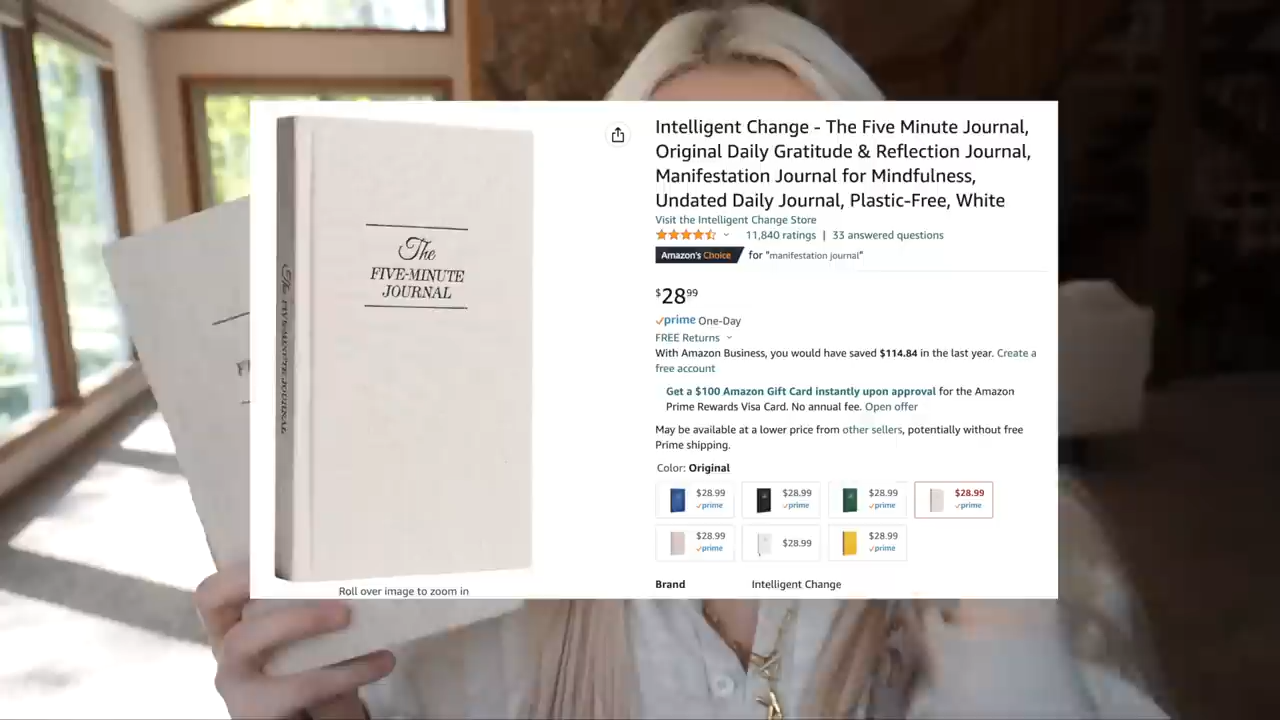 The
FIVE-MINUTE
JOURNAL
The FIVE-MINUTE JOURNAL
Roll over image to zoom in
Intelligent Change - The Five Minute Journal,
Original Daily Gratitude & Reflection Journal,
Manifestation Journal for Mindfulness,
Undated Daily Journal, Plastic-Free, White
Visit the Intelligent Change Store
11,840 ratings | 33 answered questions
Amazon's Choice for "manifestation journal"
$28.99
prime One-Day
FREE Returns
With Amazon Business, you would have saved $114.84 in the last year. Create a
free account
Get a $100 Amazon Gift Card instantly upon approval for the Amazon
Prime Rewards Visa Card. No annual fee. Open offer
May be available at a lower price from other sellers, potentially without free
Prime shipping.
Color: Original
$28.99 $28.99 $28.99 $28.99
prime prime prime prime
$28.99 $28.99 $28.99
prime prime
Brand Intelligent Change